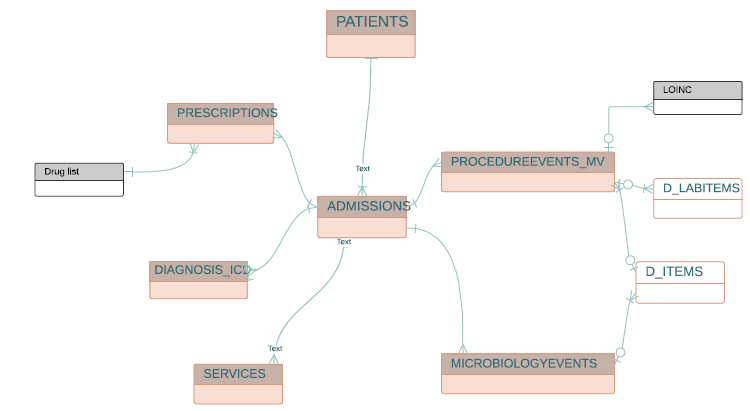 PATIENTS
LOINC
PRESCRIPTIONS
PROCEDUREEVENTS_MV
Drug list
Text
D_LABITEMS
ADMISSIONS
Text
DIAGNOSIS_ICD
D_ITEMS
Text
SERVICES
MICROBIOLOGYEVENTS